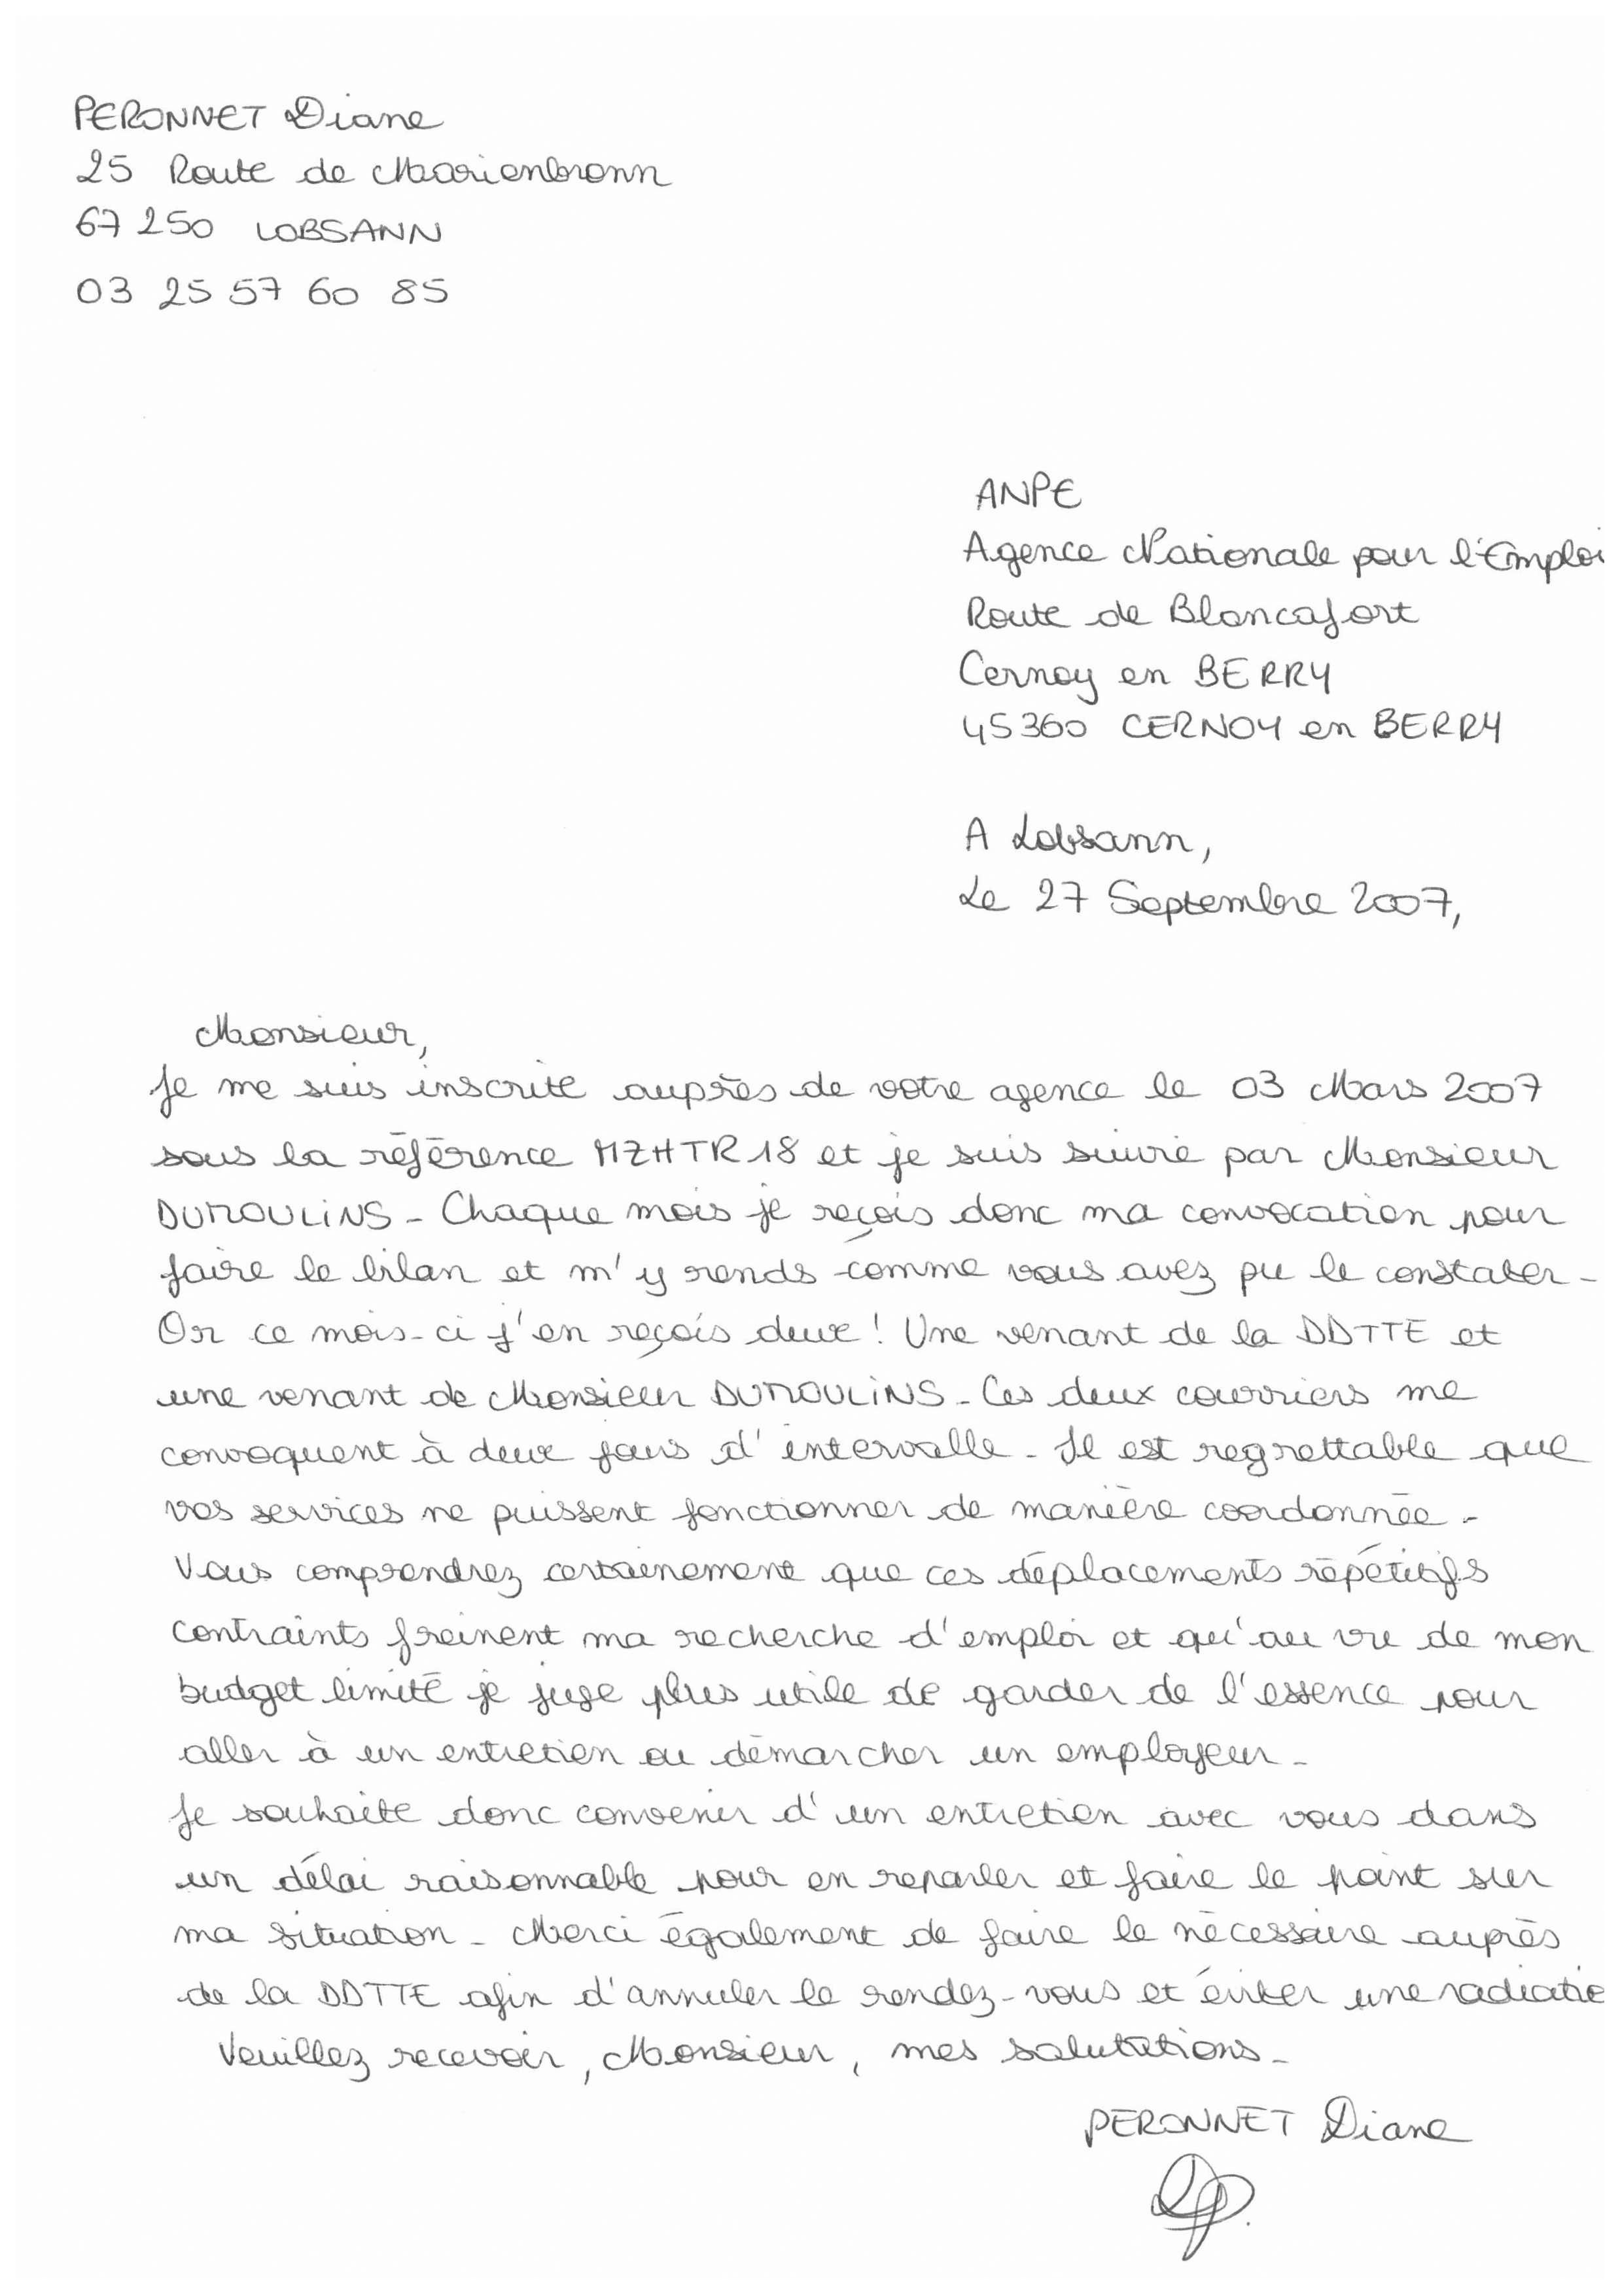 PERONNET Diane
25 Route de Marienbronn
67 250 LOBSANN
03 25 57 60 85
ANPE
Agence Nationale pour l'Emploi
Route de Blancafort
Cernoy en BERRY
45360 CERNOY en BERRY
A Lobsann,
Le 27 Septembre 2007,
Monsieur,
Je me suis inscrite auprès de votre agence le 03 Mars 2007
sous la référence MZHTR18 et je suis suivie par Monsieur
DUMOULINS - Chaque mois je reçois donc ma convocation pour
faire le bilan et m'y rends comme vous avez pu le constater -
Or ce mois-ci j'en reçois deux ! Une venant de la DDTTE et
une venant de Monsieur DUMOULINS - Ces deux courriers me
convoquent à deux jours d'intervalle - Il est regrettable que
vos services ne puissent fonctionner de manière coordonnée -
Vous comprendrez certainement que ces déplacements répétitifs
contraints freinent ma recherche d'emploi et qu'au vu de mon
budget limité je juge plus utile de garder de l'essence pour
aller à un entretien ou démarcher un employeur -
Je souhaite donc convenir d'un entretien avec vous dans
un délai raisonnable pour en reparler et faire le point sur
ma situation - Merci également de faire le nécessaire auprès
de la DDTTE afin d'annuler le rendez-vous et éviter une radiatio
Veuillez recevoir, Monsieur, mes salutations -
PERONNET Diane
DP.